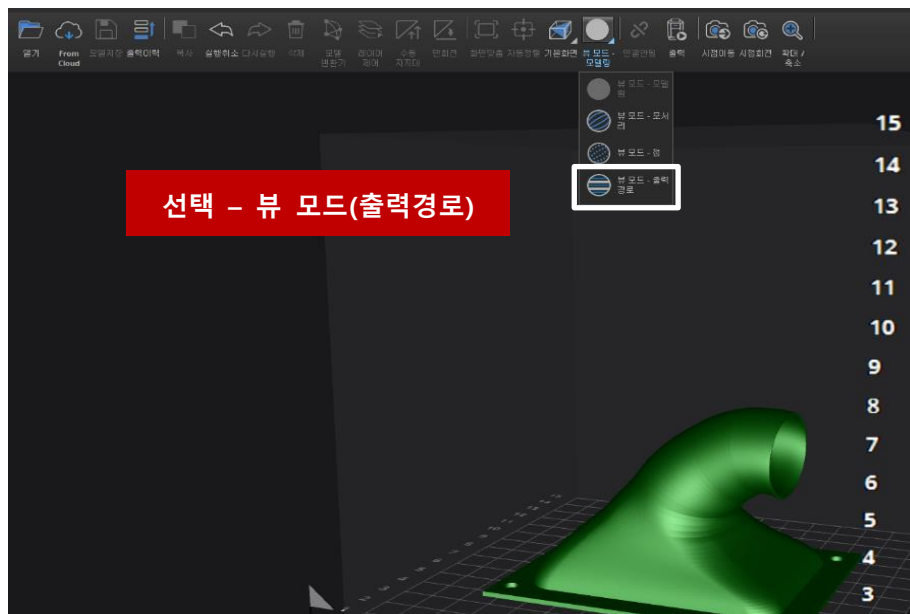 열기 from Cloud 모델저장 출력이력 복사 실행취소 다시실행 삭제 모델 변환기 레이어 제어 수동 지지대 면회전 화면맞춤 자동정렬 기본화면 뷰 모드 - 모델링 연결안됨 출력 시점이동 시점회전 확대 / 축소
뷰 모드 - 모델
링
뷰 모드 - 모서
리
뷰 모드 - 점
뷰 모드 - 출력
경로
선택 – 뷰 모드(출력경로)
15
14
13
12
11
10
9
8
7
6
5
4
3